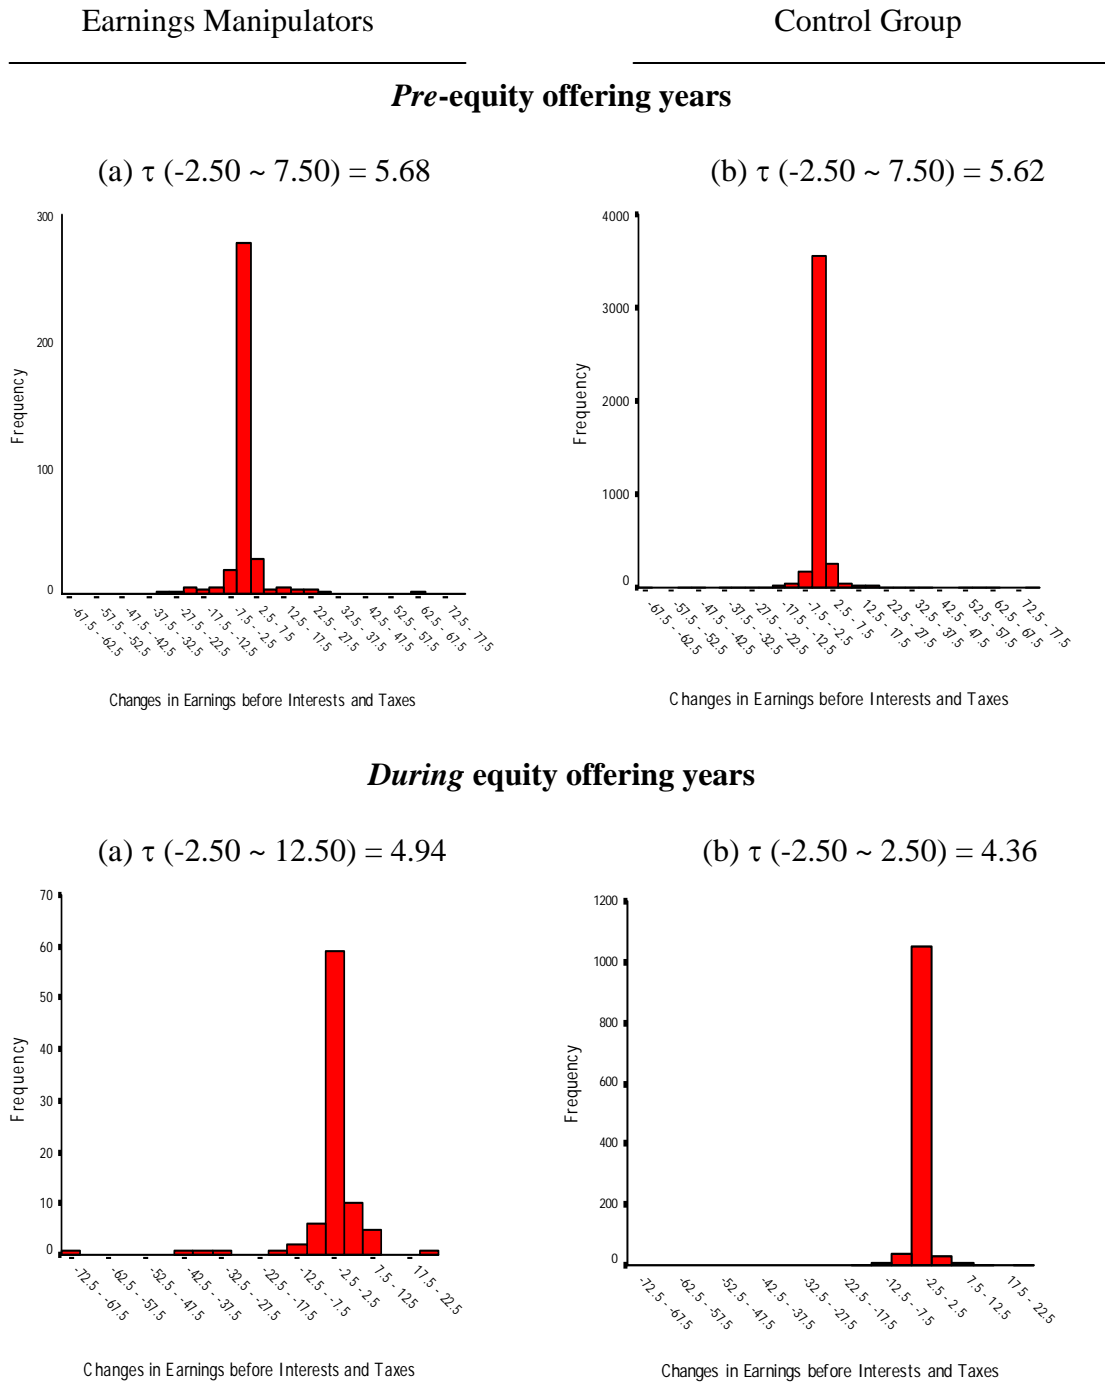 Earnings Manipulators
Control Group
Pre-equity offering years
(a) τ (-2.50 ~ 7.50) = 5.68
(b) τ (-2.50 ~ 7.50) = 5.62
300
200
100
0
Frequency
-67.5 - -62.5
-57.5 - -52.5
-47.5 - -42.5
-37.5 - -32.5
-27.5 - -22.5
-17.5 - -12.5
-7.5 - -2.5
2.5 - 7.5
12.5 - 17.5
22.5 - 27.5
32.5 - 37.5
42.5 - 47.5
52.5 - 57.5
62.5 - 67.5
72.5 - 77.5
Changes in Earnings before Interests and Taxes
4000
3000
2000
1000
0
Frequency
-67.5 - -62.5
-57.5 - -52.5
-47.5 - -42.5
-37.5 - -32.5
-27.5 - -22.5
-17.5 - -12.5
-7.5 - -2.5
2.5 - 7.5
12.5 - 17.5
22.5 - 27.5
32.5 - 37.5
42.5 - 47.5
52.5 - 57.5
62.5 - 67.5
72.5 - 77.5
Changes in Earnings before Interests and Taxes
During equity offering years
(a) τ (-2.50 ~ 12.50) = 4.94
(b) τ (-2.50 ~ 2.50) = 4.36
70
60
50
40
30
20
10
0
Frequency
-72.5 - -67.5
-62.5 - -57.5
-52.5 - -47.5
-42.5 - -37.5
-32.5 - -27.5
-22.5 - -17.5
-12.5 - -7.5
-2.5 - 2.5
7.5 - 12.5
17.5 - 22.5
Changes in Earnings before Interests and Taxes
1200
1000
800
600
400
200
0
Frequency
-72.5 - -67.5
-62.5 - -57.5
-52.5 - -47.5
-42.5 - -37.5
-32.5 - -27.5
-22.5 - -17.5
-12.5 - -7.5
-2.5 - 2.5
7.5 - 12.5
17.5 - 22.5
Changes in Earnings before Interests and Taxes